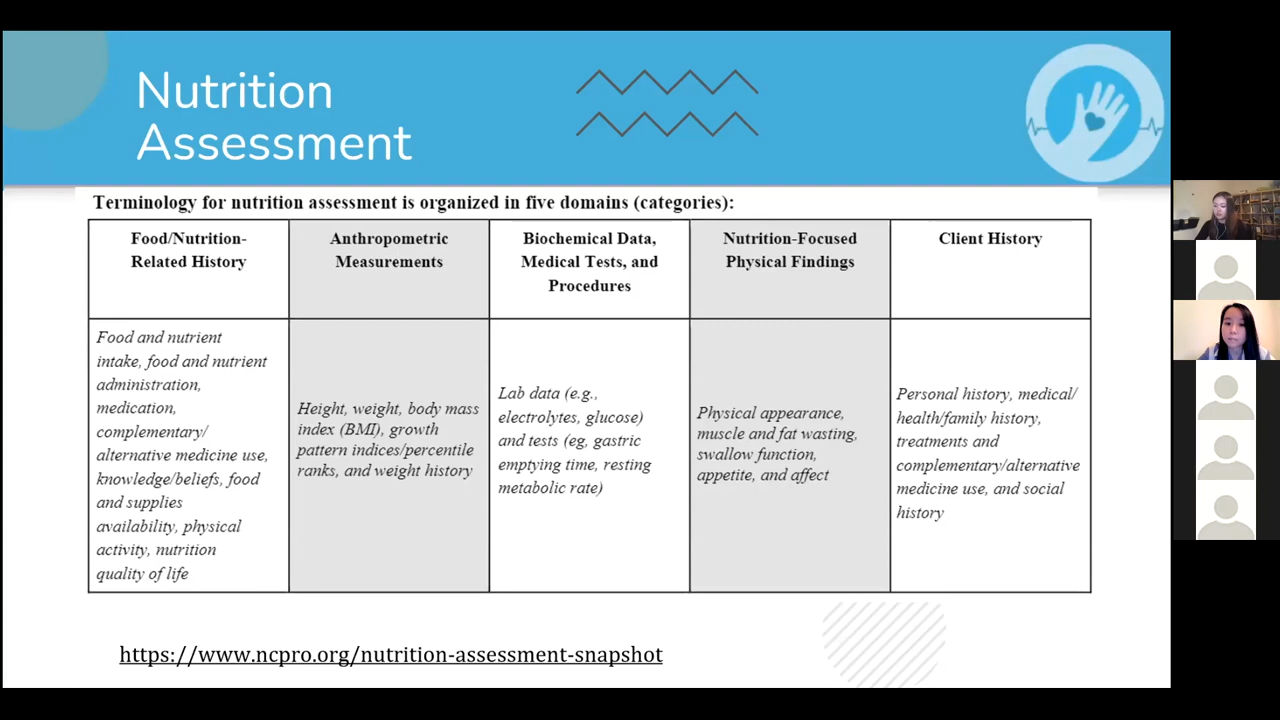 Nutrition
Assessment
Terminology for nutrition assessment is organized in five domains (categories):
Food/Nutrition-
Related History
Anthropometric
Measurements
Biochemical Data,
Medical Tests, and
Procedures
Nutrition-Focused
Physical Findings
Client History
Food and nutrient
intake, food and nutrient
administration,
medication,
complementary/
alternative medicine use,
knowledge/beliefs, food
and supplies
availability, physical
activity, nutrition
quality of life
Height, weight, body mass
index (BMI), growth
pattern indices/percentile
ranks, and weight history
Lab data (e.g.,
electrolytes, glucose)
and tests (eg, gastric
emptying time, resting
metabolic rate)
Physical appearance,
muscle and fat wasting,
swallow function,
appetite, and affect
Personal history, medical/
health/family history,
treatments and
complementary/alternative
medicine use, and social
history
https://www.ncpro.org/nutrition-assessment-snapshot